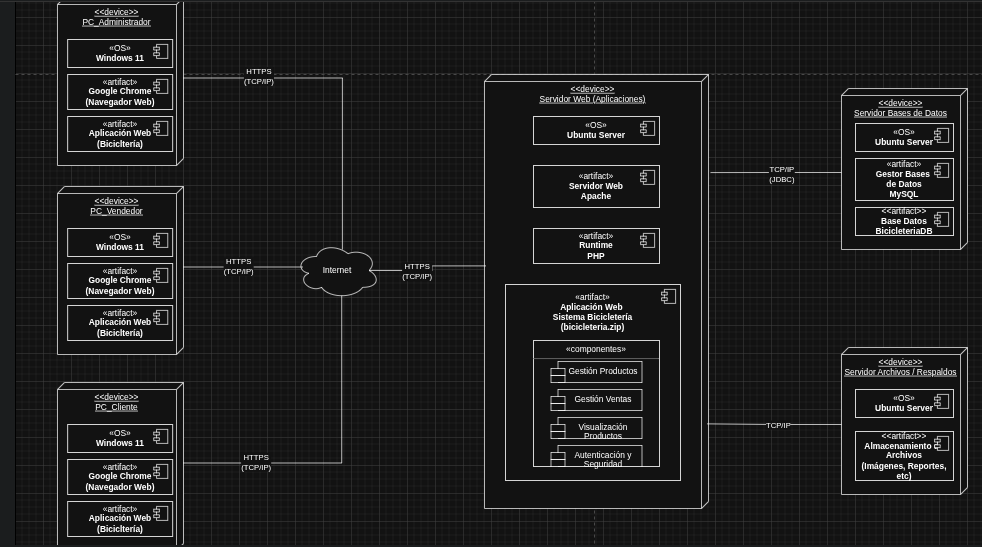 <<device>>
PC_Administrador
«OS»
Windows 11
«artifact»
Google Chrome
(Navegador Web)
«artifact»
Aplicación Web
(Bicicltería)
<<device>>
PC_Vendedor
«OS»
Windows 11
«artifact»
Google Chrome
(Navegador Web)
«artifact»
Aplicación Web
(Bicicltería)
<<device>>
PC_Cliente
«OS»
Windows 11
«artifact»
Google Chrome
(Navegador Web)
«artifact»
Aplicación Web
(Bicicltería)
HTTPS
(TCP/IP)
HTTPS
(TCP/IP)
HTTPS
(TCP/IP)
Internet
HTTPS
(TCP/IP)
<<device>>
Servidor Web (Aplicaciones)
«OS»
Ubuntu Server
«artifact»
Servidor Web
Apache
«artifact»
Runtime
PHP
«artifact»
Aplicación Web
Sistema Bicicletería
(bicicleteria.zip)
«componentes»
Gestión Productos
Gestión Ventas
Visualización
Productos
Autenticación y
Seguridad
TCP/IP
(JDBC)
TCP/IP
<<device>>
Servidor Bases de Datos
«OS»
Ubuntu Server
«artifact»
Gestor Bases
de Datos
MySQL
<<artifact>>
Base Datos
BicicleteriaDB
<<device>>
Servidor Archivos / Respaldos
«OS»
Ubuntu Server
<<artifact>>
Almacenamiento
Archivos
(Imágenes, Reportes,
etc)